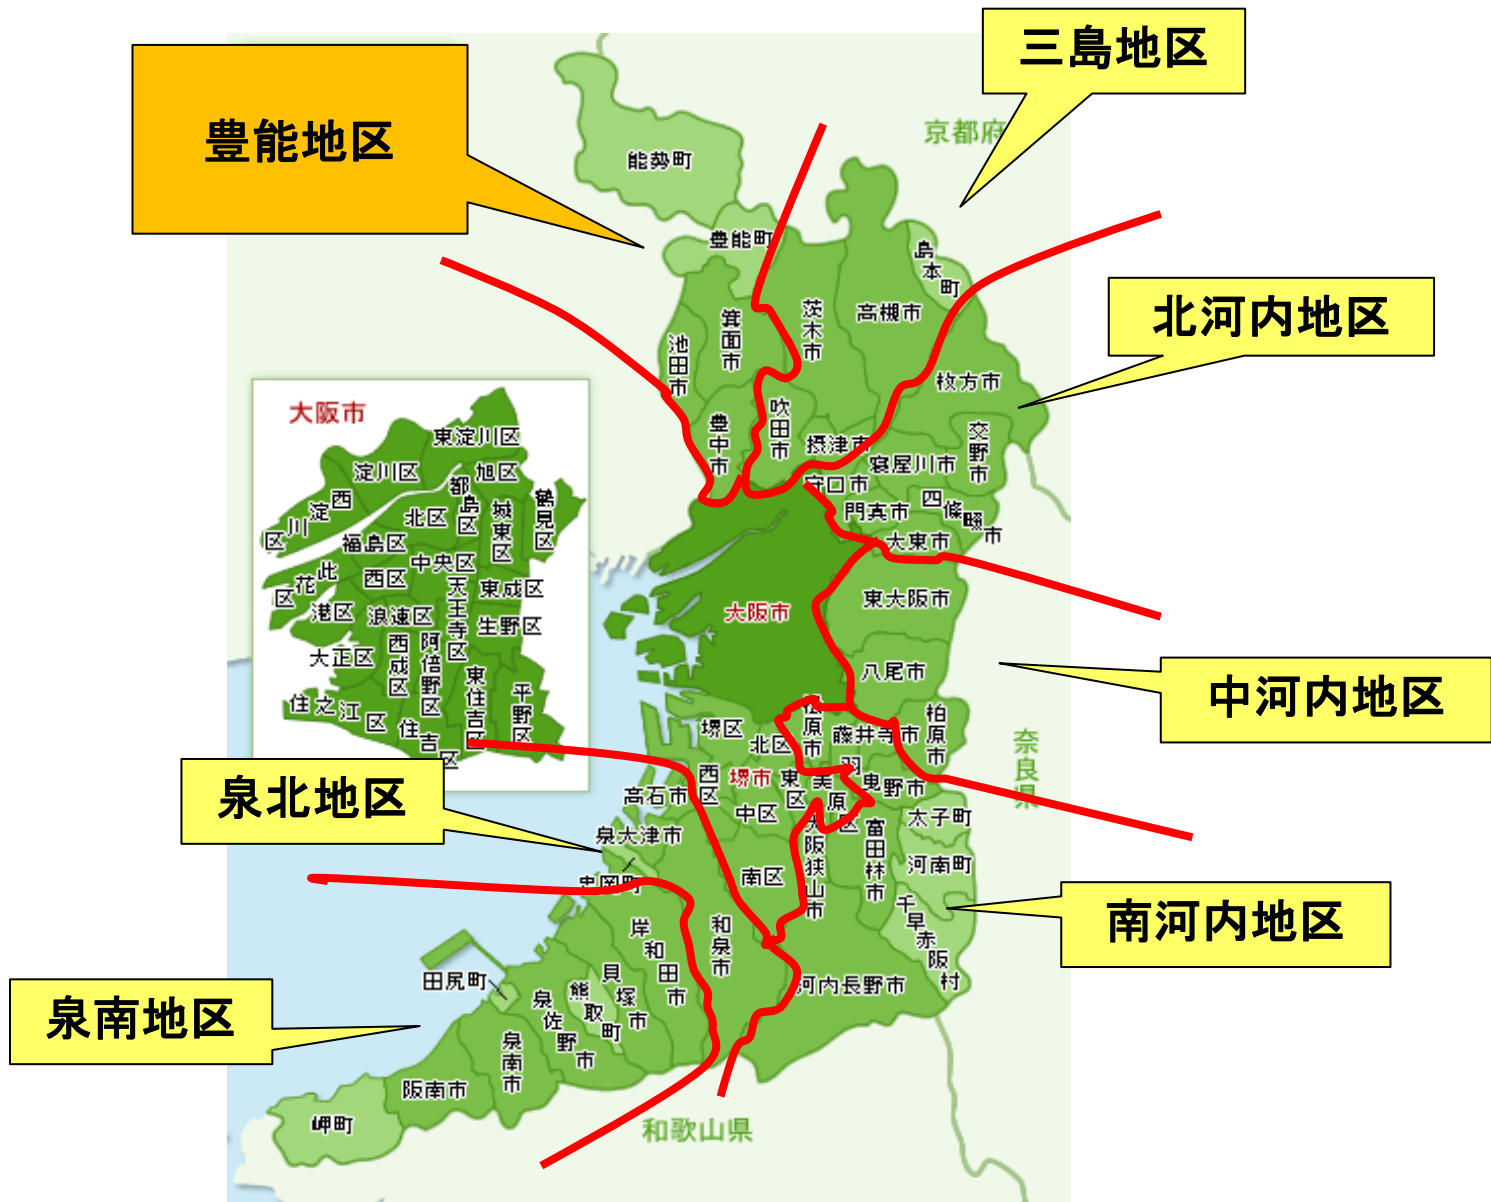 三島地区
豊能地区
京都府
能勢町
豊能町
島本町
茨木市
高槻市
箕面市
池田市
北河内地区
枚方市
吹田市
豊中市
交野市
摂津市
寝屋川市
守口市
門真市
四條畷市
大東市
大阪市
東淀川区
淀川区
旭区
都島区
鶴見区
西淀川区
北区
城東区
福島区
中央区
此花区
西区
天王寺区
東成区
港区
浪速区
生野区
大正区
西成区
阿倍野区
東住吉区
平野区
住之江区
住吉区
東大阪市
大阪市
八尾市
中河内地区
柏原市
松原市
藤井寺市
堺区
北区
奈良県
羽曳野市
堺市
西区
東区
美原区
中区
南区
高石市
泉北地区
泉大津市
忠岡町
太子町
富田林市
大阪狭山市
河南町
千早赤阪村
南河内地区
和泉市
岸和田市
河内長野市
貝塚市
田尻町
熊取町
泉佐野市
泉南地区
泉南市
阪南市
岬町
和歌山県